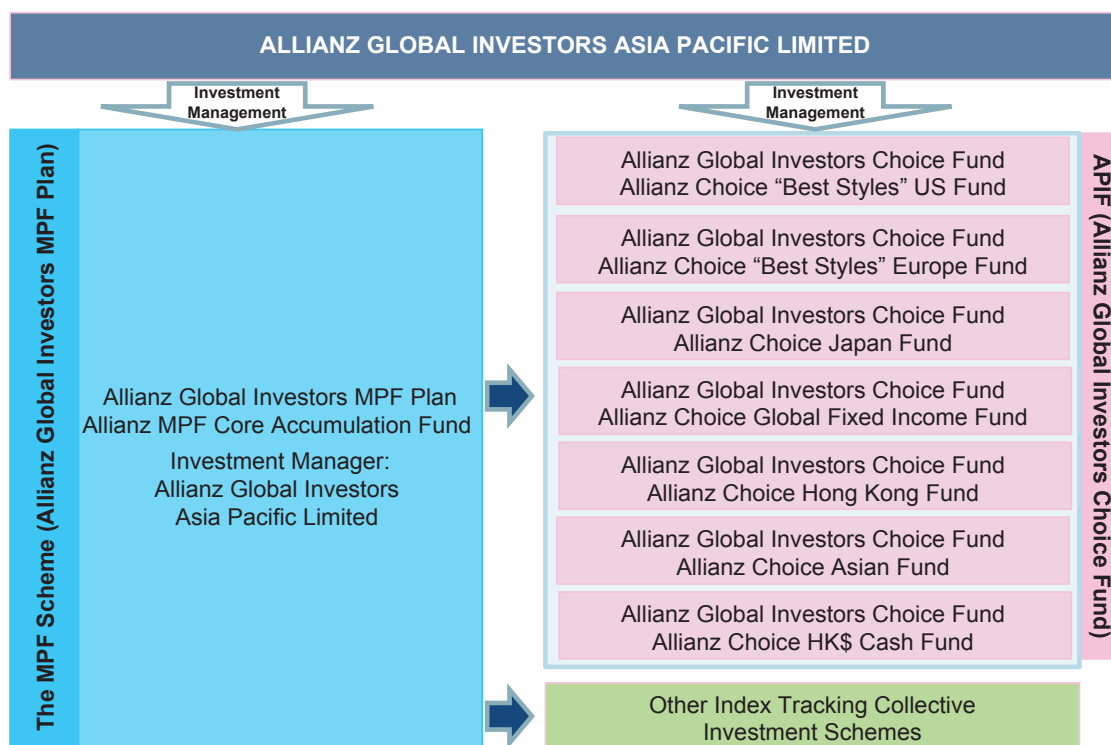 ALLIANZ GLOBAL INVESTORS ASIA PACIFIC LIMITED
Investment
Management
Investment
Management
The MPF Scheme (Allianz Global Investors MPF Plan)
Allianz Global Investors MPF Plan
Allianz MPF Core Accumulation Fund
Investment Manager:
Allianz Global Investors
Asia Pacific Limited
Allianz Global Investors Choice Fund
Allianz Choice “Best Styles” US Fund
Allianz Global Investors Choice Fund
Allianz Choice “Best Styles” Europe Fund
Allianz Global Investors Choice Fund
Allianz Choice Japan Fund
Allianz Global Investors Choice Fund
Allianz Choice Global Fixed Income Fund
Allianz Global Investors Choice Fund
Allianz Choice Hong Kong Fund
Allianz Global Investors Choice Fund
Allianz Choice Asian Fund
Allianz Global Investors Choice Fund
Allianz Choice HK$ Cash Fund
APIF (Allianz Global Investors Choice Fund)
Other Index Tracking Collective
Investment Schemes